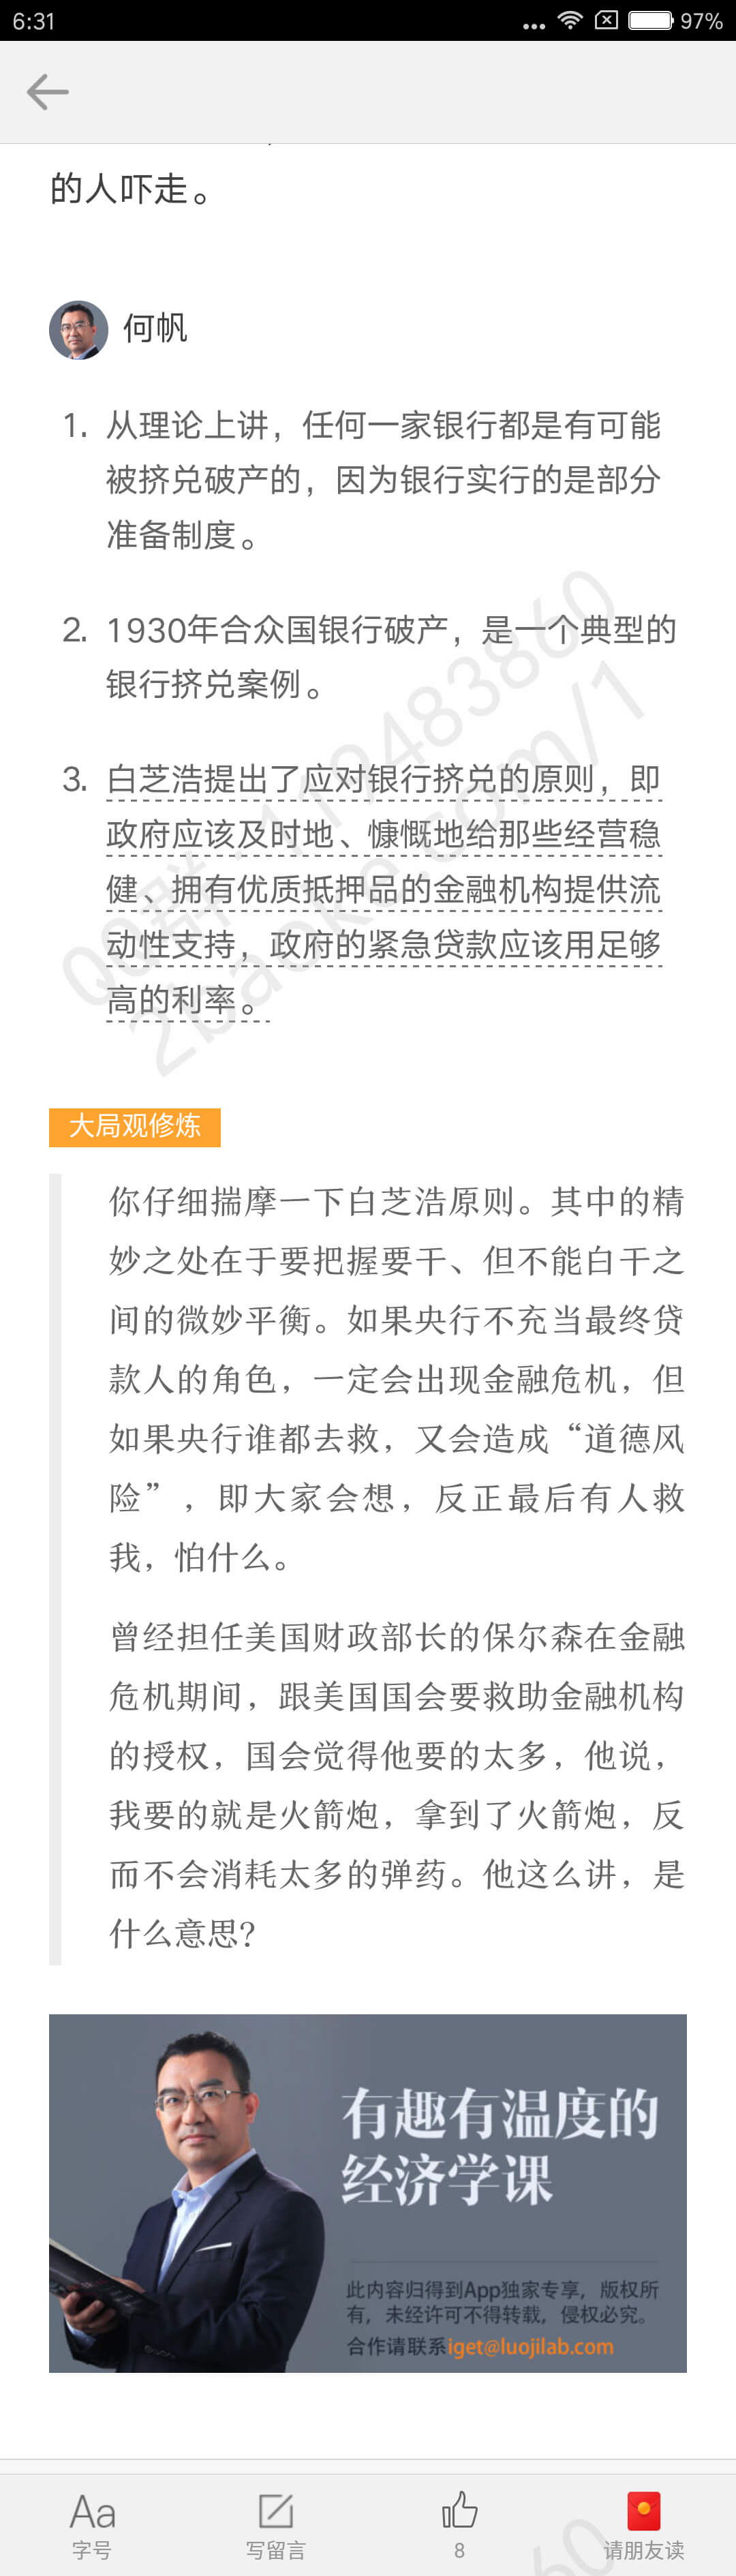 6:31
97%
的人吓走。
何帆
1. 从理论上讲，任何一家银行都是有可能
被挤兑破产的，因为银行实行的是部分
准备制度。
2. 1930年合众国银行破产，是一个典型的
银行挤兑案例。
3. 白芝浩提出了应对银行挤兑的原则，即
政府应该及时地、慷慨地给那些经营稳
健、拥有优质抵押品的金融机构提供流
动性支持，政府的紧急贷款应该用足够
高的利率。
QQ群：119483860
2baoke.com/1
大局观修炼
你仔细揣摩一下白芝浩原则。其中的精
妙之处在于要把握要干、但不能白干之
间的微妙平衡。如果央行不充当最终贷
款人的角色，一定会出现金融危机，但
如果央行谁都去救，又会造成“道德风
险”，即大家会想，反正最后有人救
我，怕什么。
曾经担任美国财政部长的保尔森在金融
危机期间，跟美国国会要救助金融机构
的授权，国会觉得他要的太多，他说，
我要的就是火箭炮，拿到了火箭炮，反
而不会消耗太多的弹药。他这么讲，是
什么意思？
有趣有温度的
经济学课
此内容归得到App独家专享，版权所
有，未经许可不得转载，侵权必究。
合作请联系iget@luojilab.com
Aa
字号
写留言
8
请朋友读
60